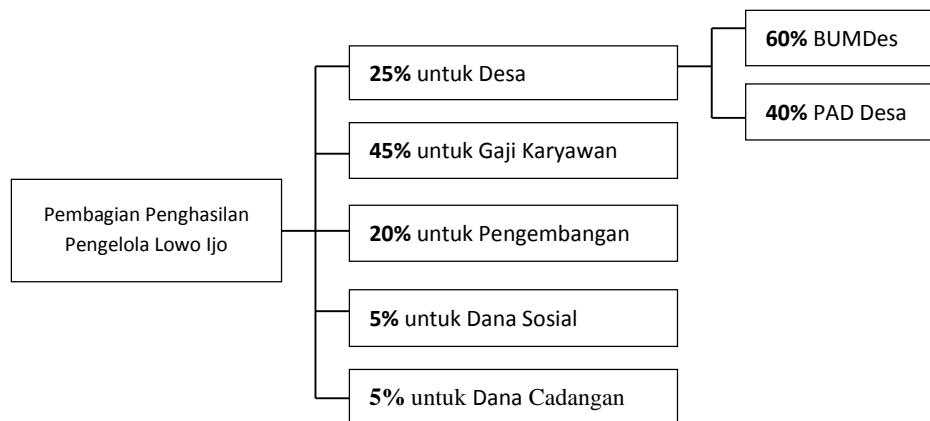 Pembagian Penghasilan
Pengelola Lowo Ijo
25% untuk Desa
60% BUMDes
40% PAD Desa
45% untuk Gaji Karyawan
20% untuk Pengembangan
5% untuk Dana Sosial
5% untuk Dana Cadangan